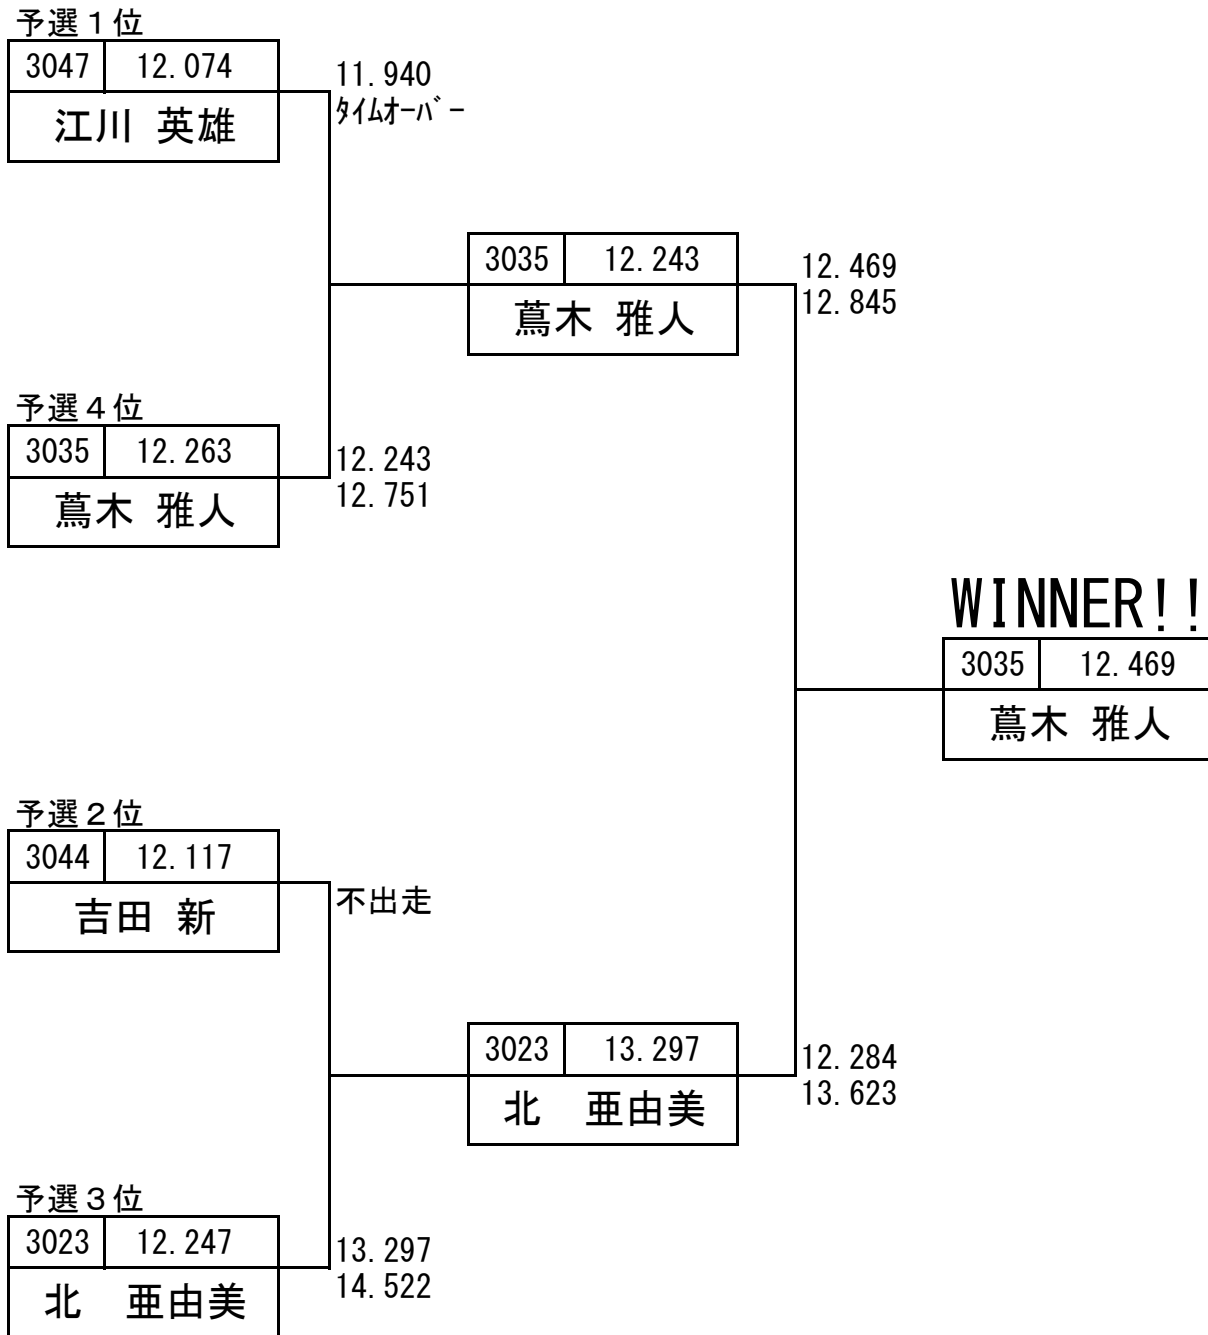 予選１位
3047 12.074
江川 英雄
11.940
ﾀｲﾑｵｰﾊﾞｰ
3035 12.243
蔦木 雅人
12.469
12.845
予選４位
3035 12.263
蔦木 雅人
12.243
12.751
WINNER!!
3035 12.469
蔦木 雅人
予選２位
3044 12.117
吉田 新
不出走
3023 13.297
北　亜由美
12.284
13.623
予選３位
3023 12.247
北　亜由美
13.297
14.522